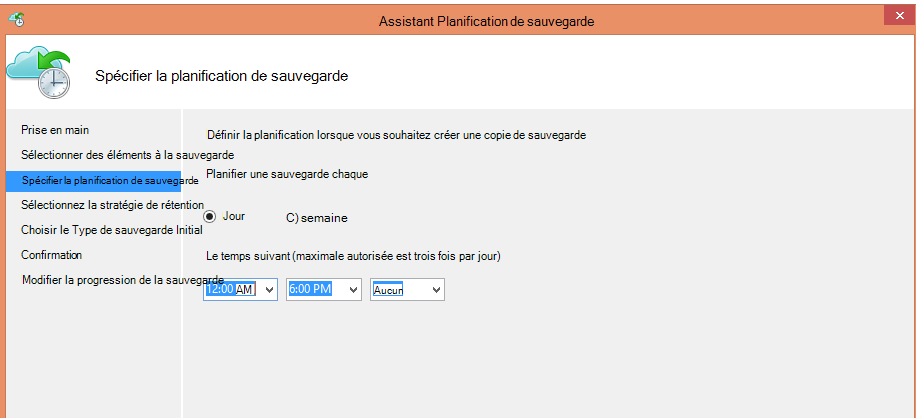 Assistant Planification de sauvegarde
Spécifier la planification de sauvegarde
Prise en main
Sélectionner des éléments à la sauvegarde
Spécifier la planification de sauvegarde
Sélectionnez la stratégie de rétention
Choisir le Type de sauvegarde Initial
Confirmation
Modifier la progression de la sauvegarde
Définir la planification lorsque vous souhaitez créer une copie de sauvegarde
Planifier une sauvegarde chaque
Jour C) semaine
Le temps suivant (maximale autorisée est trois fois par jour)
12:00 AM 6:00 PM Aucun